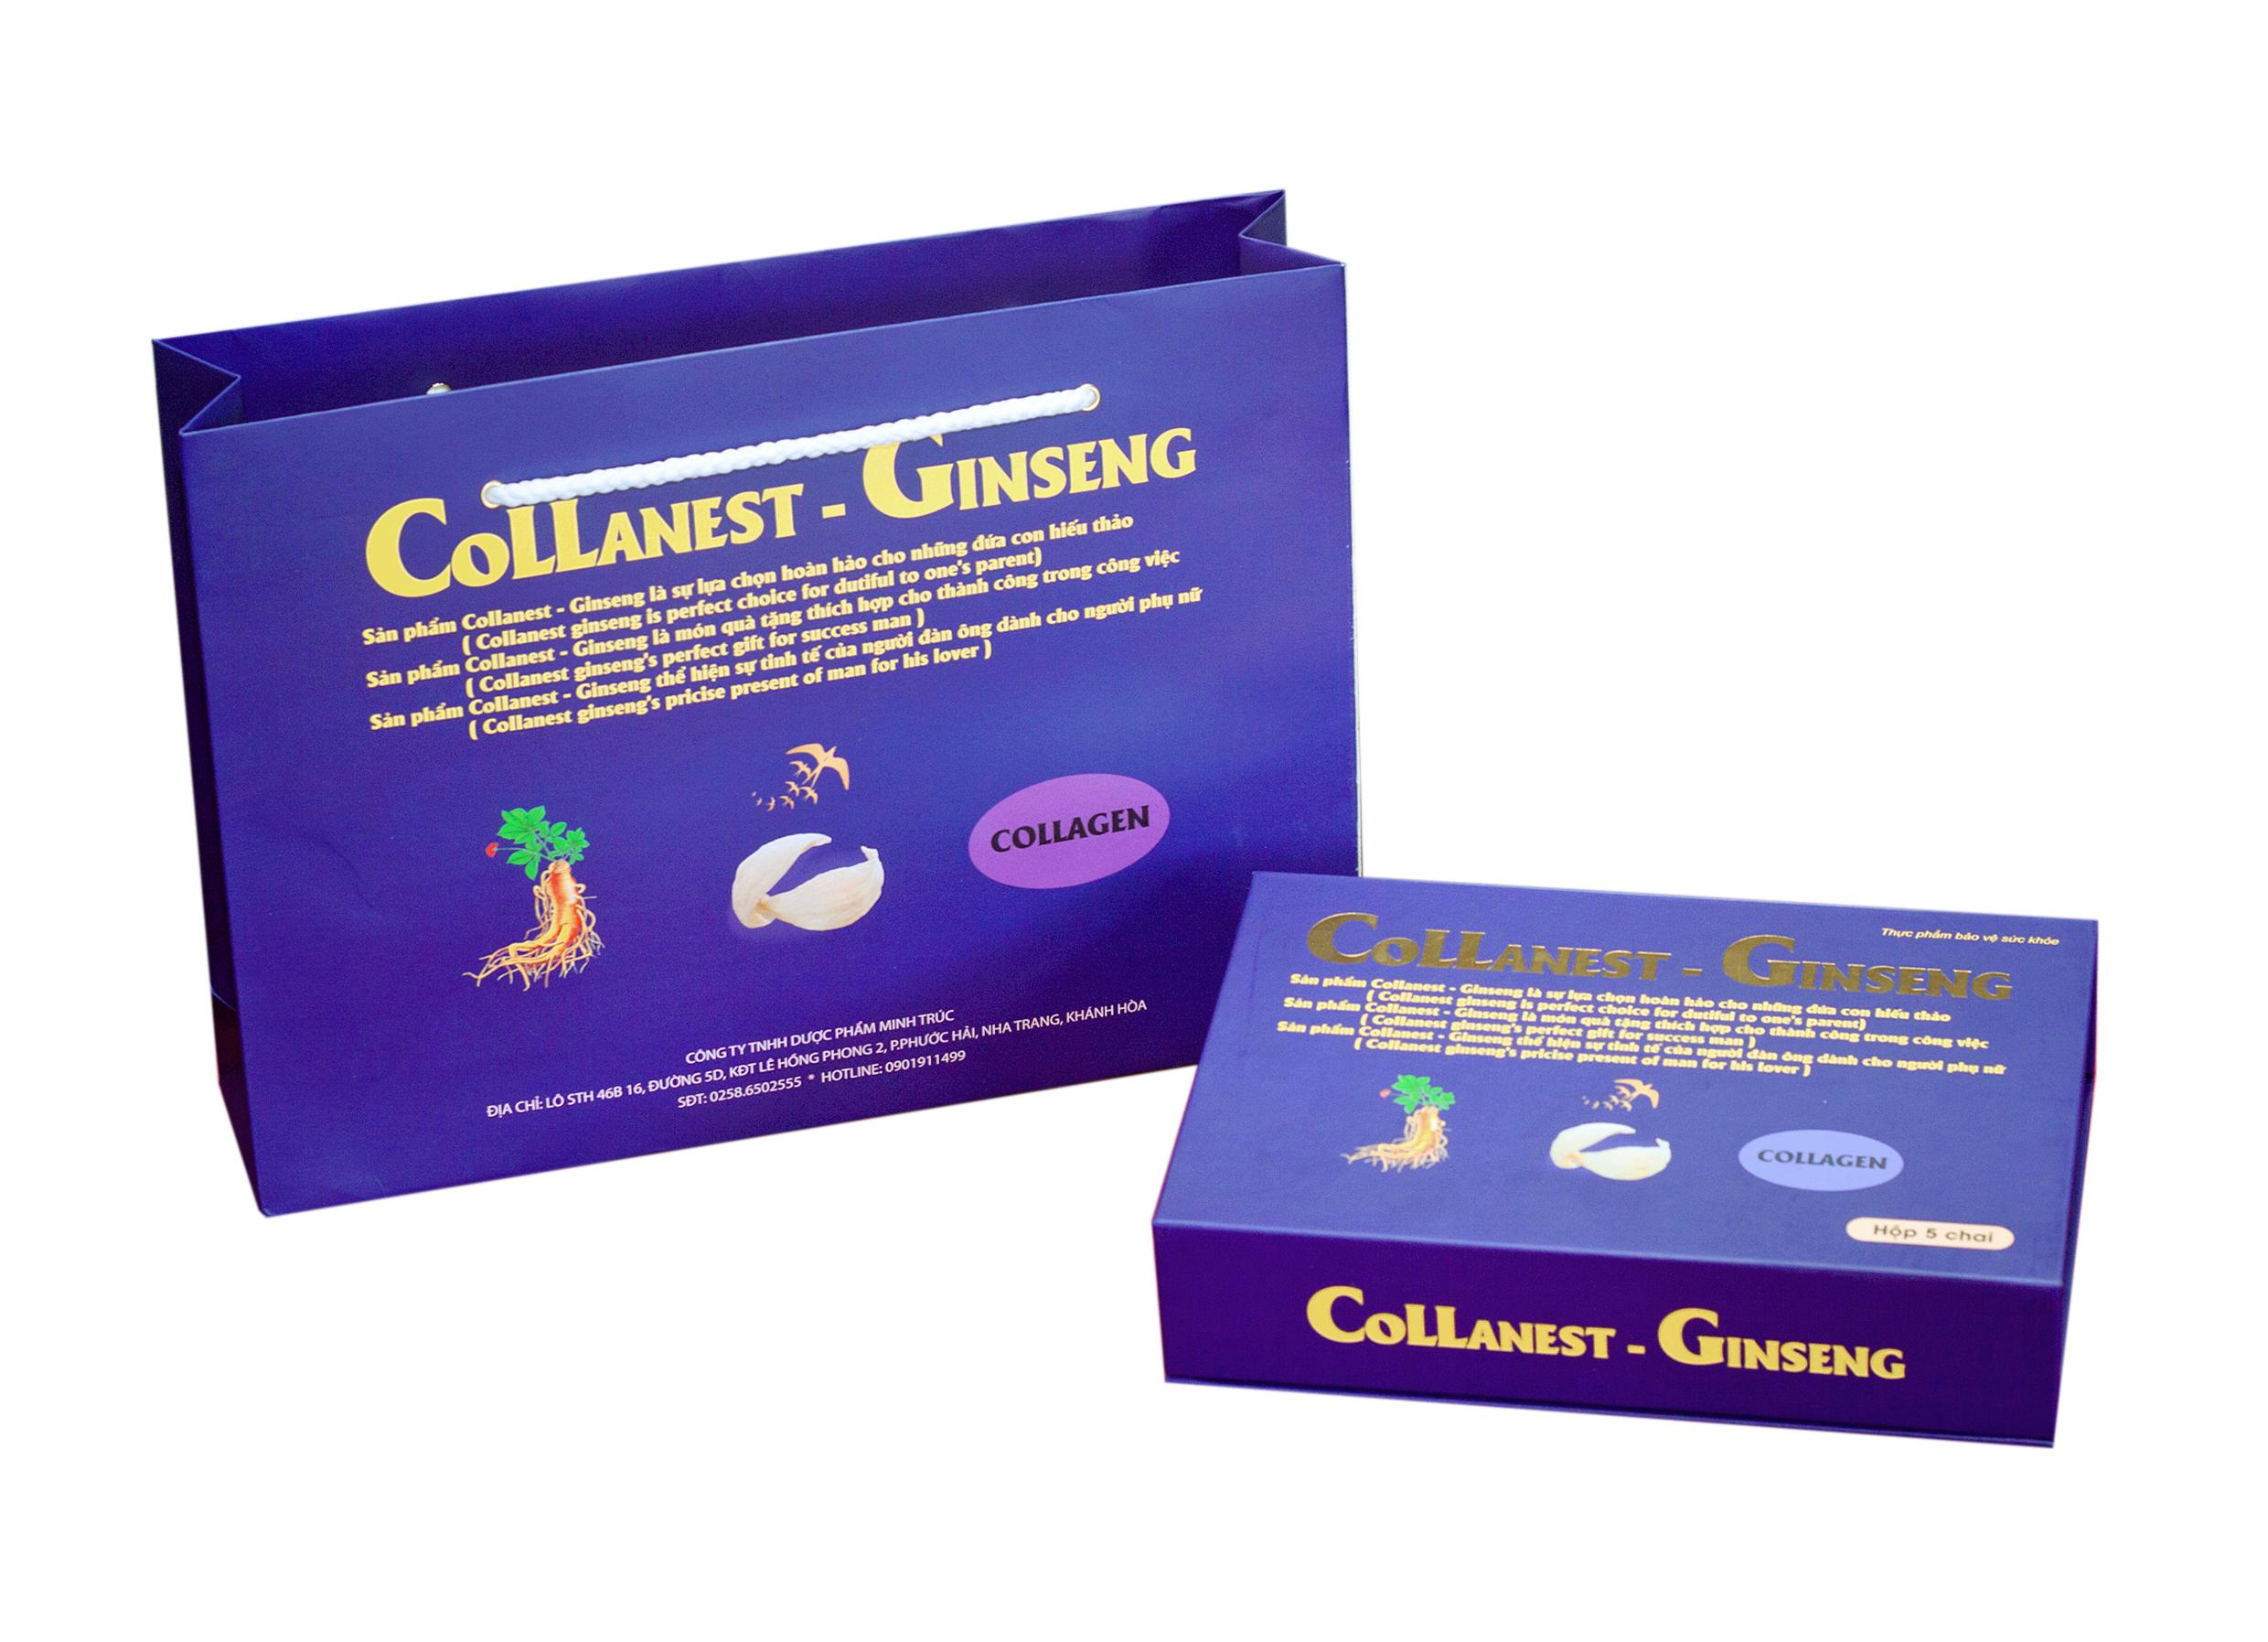 COLLANEST - GINSENG
Sản phẩm Collanest - Ginseng là sự lựa chọn hoàn hảo cho những đứa con hiếu thảo
( Collanest ginseng is perfect choice for dutiful to one's parent)
Sản phẩm Collanest - Ginseng là món quà tặng thích hợp cho thành công trong công việc
( Collanest ginseng's perfect gift for success man )
Sản phẩm Collanest - Ginseng thể hiện sự tinh tế của người đàn ông dành cho người phụ nữ
( Collanest ginseng's pricise present of man for his lover )
COLLAGEN
CÔNG TY TNHH DƯỢC PHẨM MINH TRÚC
ĐỊA CHỈ: LÔ STH 46B 16, ĐƯỜNG 5D, KĐT LÊ HỒNG PHONG 2, P.PHƯỚC HẢI, NHA TRANG, KHÁNH HÒA
SĐT: 0258.6502555 * HOTLINE: 0901911499
Thực phẩm bảo vệ sức khỏe
COLLANEST - GINSENG
Sản phẩm Collanest - Ginseng là sự lựa chọn hoàn hảo cho những đứa con hiếu thảo
( Collanest ginseng is perfect choice for dutiful to one's parent)
Sản phẩm Collanest - Ginseng là món quà tặng thích hợp cho thành công trong công việc
( Collanest ginseng's perfect gift for success man )
Sản phẩm Collanest - Ginseng thể hiện sự tinh tế của người đàn ông dành cho người phụ nữ
( Collanest ginseng's pricise present of man for his lover )
COLLAGEN
Hộp 5 chai
COLLANEST - GINSENG